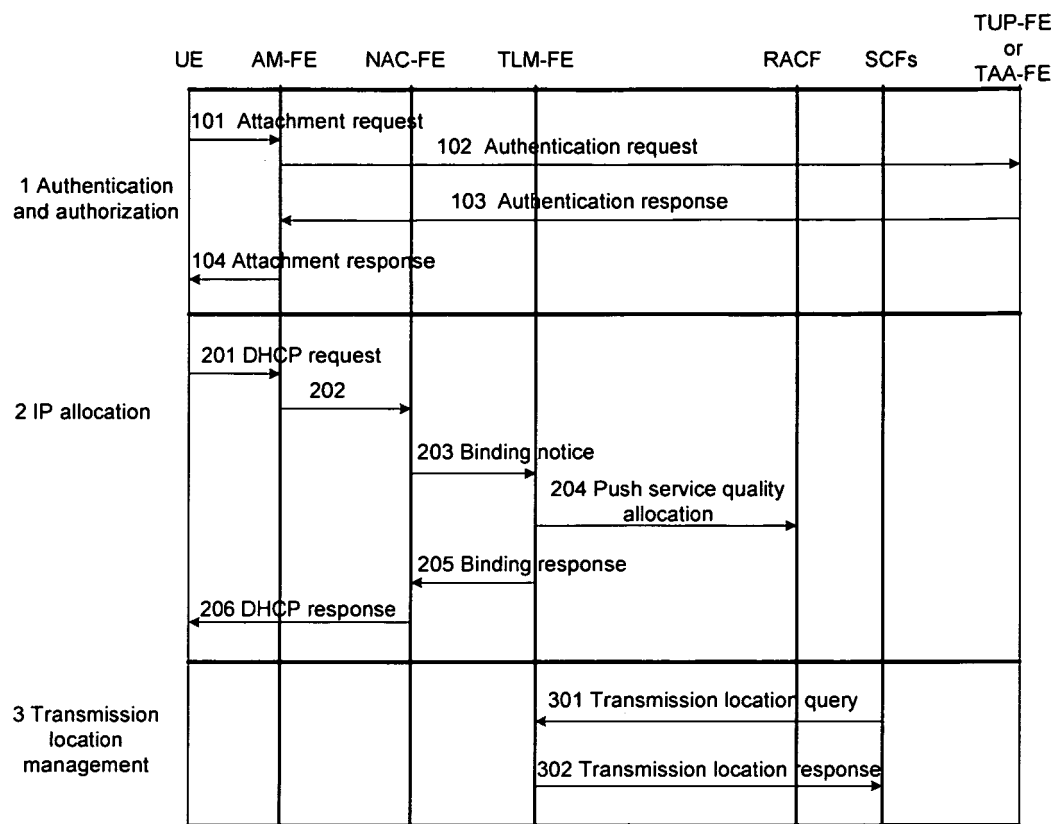 UE AM-FE NAC-FE TLM-FE RACF SCFs TUP-FE
or
TAA-FE
101 Attachment request
102 Authentication request
1 Authentication
and authorization
103 Authentication response
104 Attachment response
201 DHCP request
202
2 IP allocation
203 Binding notice
204 Push service quality
allocation
205 Binding response
206 DHCP response
301 Transmission location query
3 Transmission
location
management
302 Transmission location response